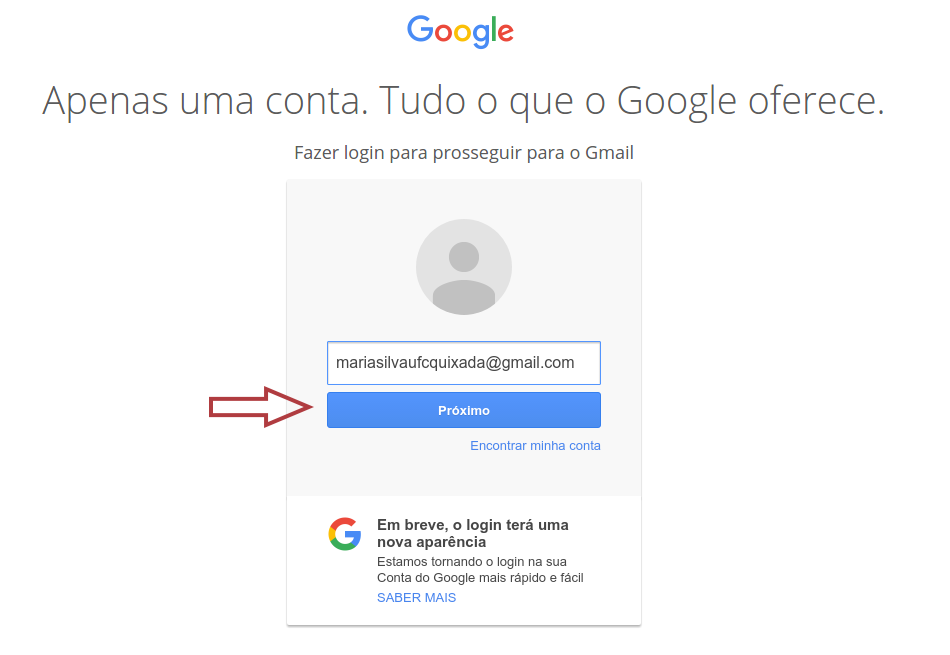 Google
Apenas uma conta. Tudo o que o Google oferece.
Fazer login para prosseguir para o Gmail
mariasilvaufcquixada@gmail.com
Próximo
Encontrar minha conta
G
Em breve, o login terá uma
nova aparência
Estamos tornando o login na sua
Conta do Google mais rápido e fácil
SABER MAIS